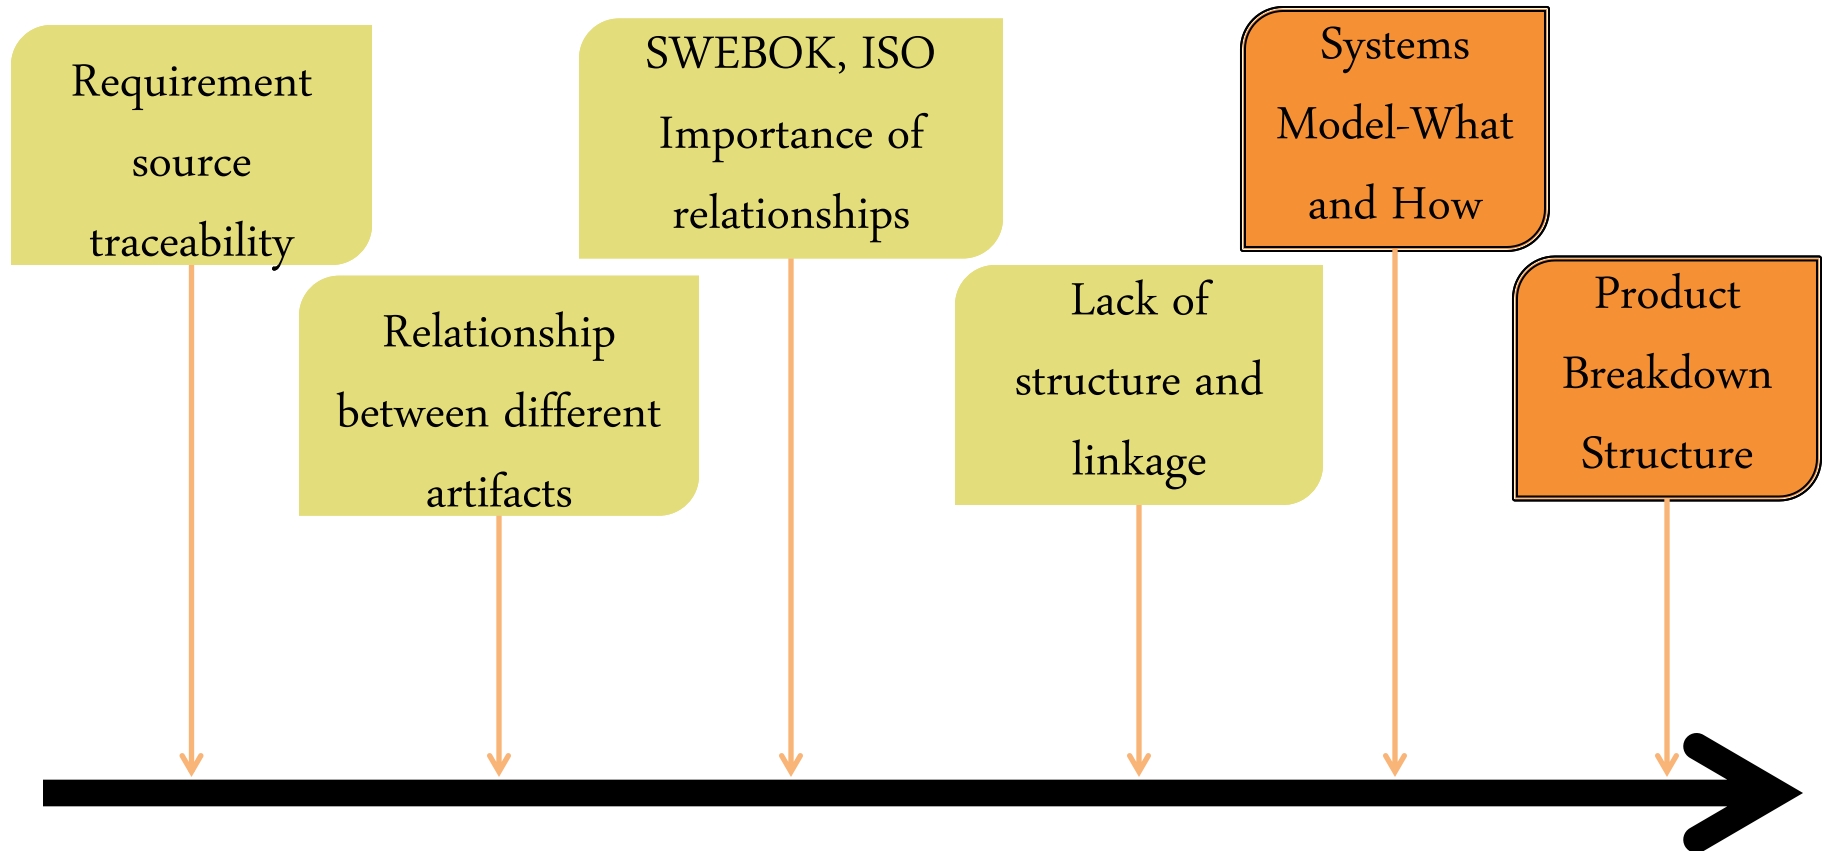 Requirement
source
traceability
Relationship
between different
artifacts
SWEBOK, ISO
Importance of
relationships
Lack of
structure and
linkage
Systems
Model-What
and How
Product
Breakdown
Structure